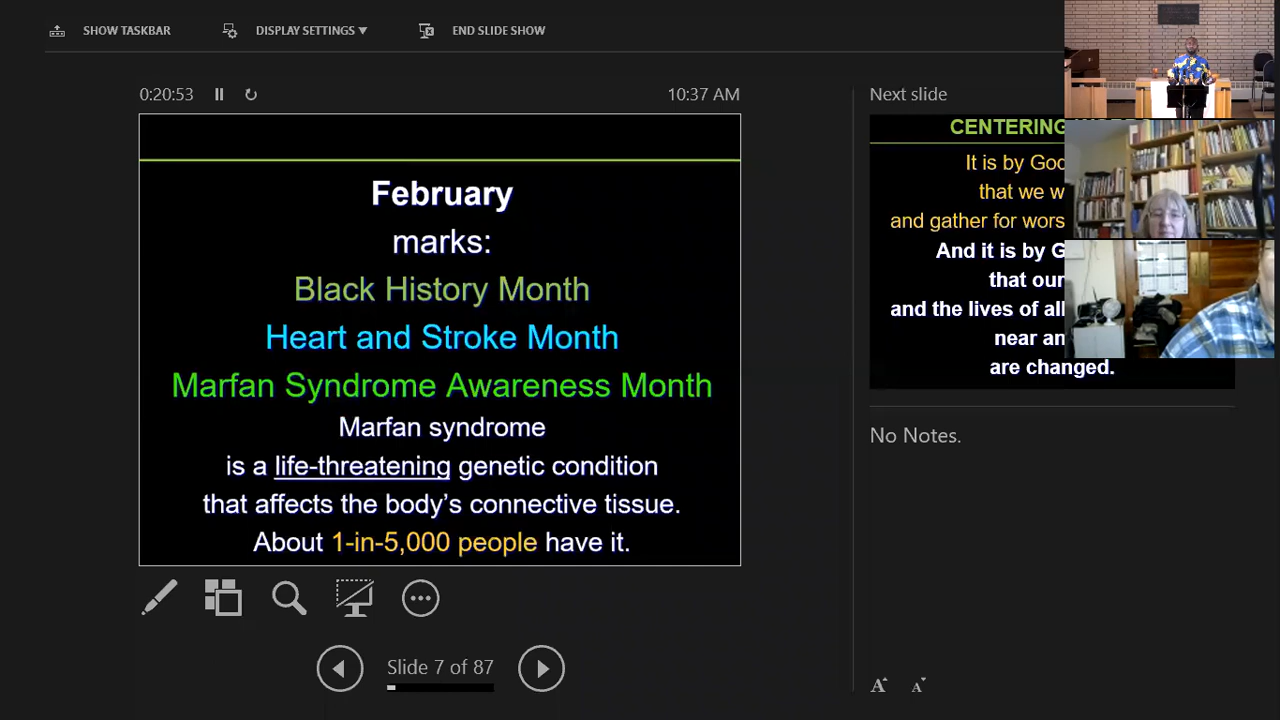 SHOW TASKBAR
DISPLAY SETTINGS ▾
END SLIDE SHOW
0:20:53
10:37 AM
February
marks:
Black History Month
Heart and Stroke Month
Marfan Syndrome Awareness Month
Marfan syndrome
is a life-threatening genetic condition
that affects the body's connective tissue.
About 1-in-5,000 people have it.
Slide 7 of 87
Next slide
CENTERING
It is by
that we
and gather for
And it is by
that our
and the lives of all
near
are changed.
No Notes.
A
A